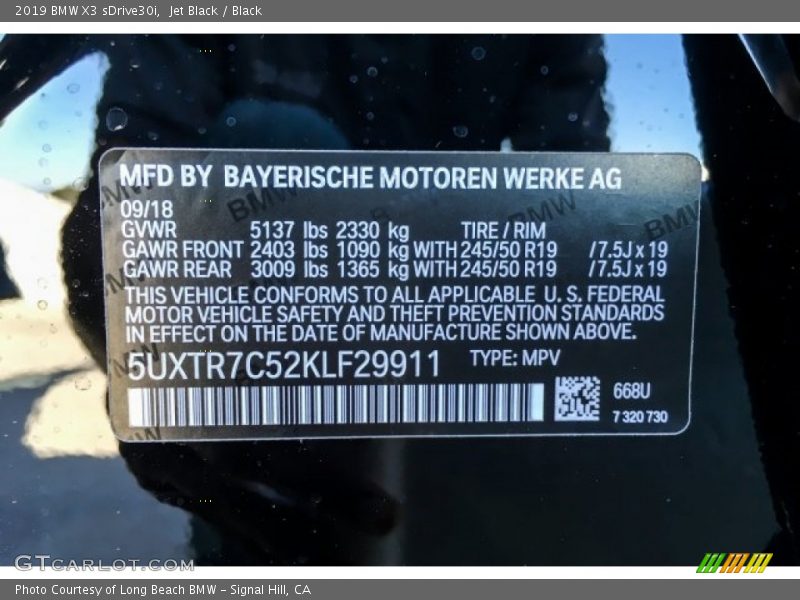 2019 BMW X3 sDrive30i, Jet Black / Black
MFD BY BAYERISCHE MOTOREN WERKE AG
09/18
GVWR 5137 lbs 2330 kg TIRE / RIM
GAWR FRONT 2403 lbs 1090 kg WITH 245/50 R19 /7.5J x 19
GAWR REAR 3009 lbs 1365 kg WITH 245/50 R19 /7.5J x 19
THIS VEHICLE CONFORMS TO ALL APPLICABLE U. S. FEDERAL
MOTOR VEHICLE SAFETY AND THEFT PREVENTION STANDARDS
IN EFFECT ON THE DATE OF MANUFACTURE SHOWN ABOVE.
5UXTR7C52KLF29911 TYPE: MPV
668U
7 320 730
GTCARLOT.COM
Photo Courtesy of Long Beach BMW - Signal Hill, CA